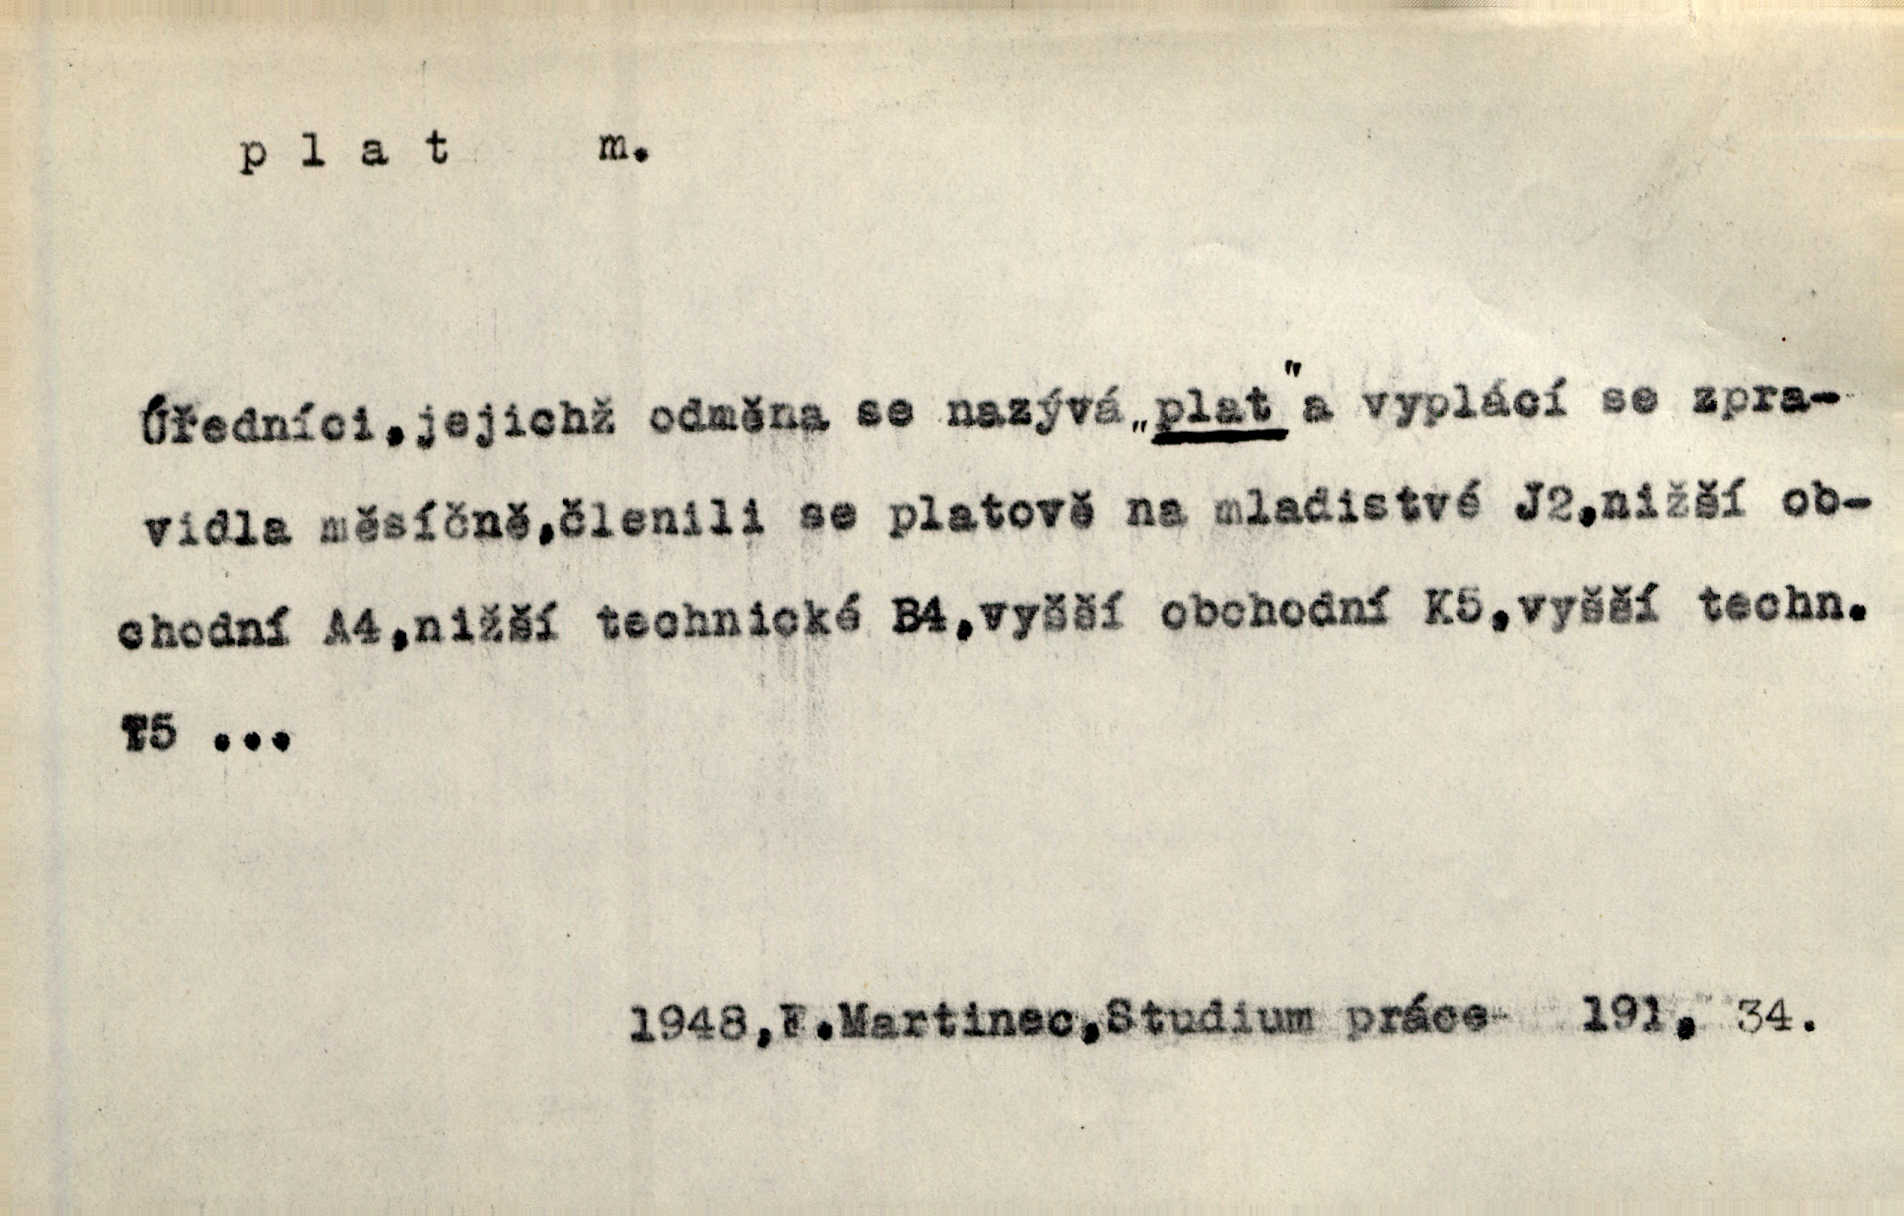 plat m.
Úředníci,jejichž odměna se nazývá „plat" a vyplácí se zpra-
vidla měsíčně,členili se platově na mladistvé J2,nižší ob-
chodní A4,nižší technické B4,vyšší obchodní K5,vyšší techn.
T5 ...
1948,F.Martinec,Studium práce 191, 34.